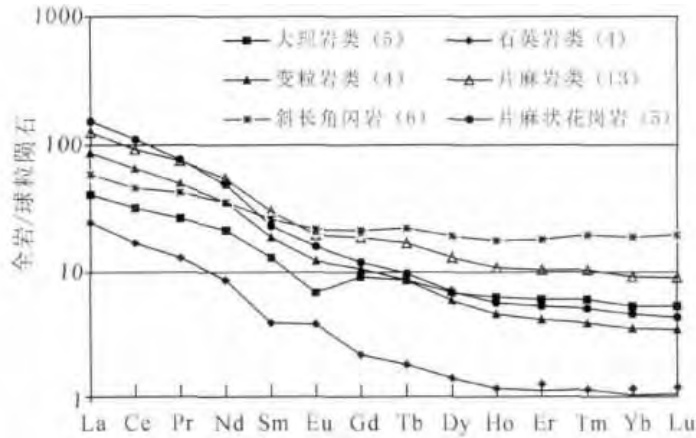 1000
100
10
1
全岩/球粒陨石
大理岩类（5） 石英岩类（4）
变粒岩类（4） 片麻岩类（13）
斜长角闪岩（6） 片麻状花岗岩（5）
La Ce Pr Nd Sm Eu Gd Tb Dy Ho Er Tm Yb Lu